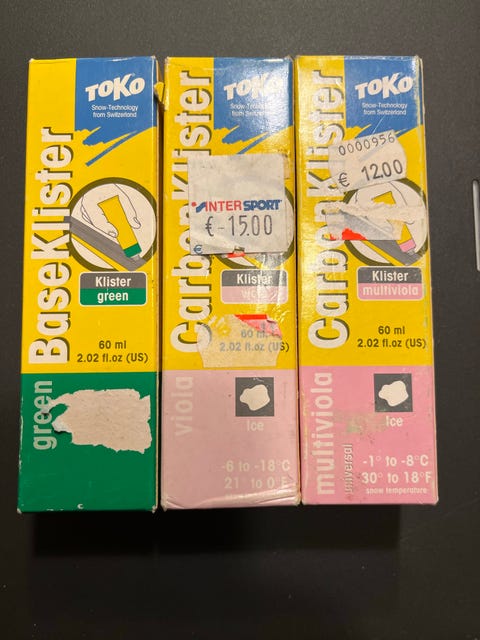 TOKO
Snow-Technology
from Switzerland
BaseKlister
Klister
green
60 ml
2.02 fl.oz (US)
green
TOKO
Snow-Technology
from Switzerland
CarbonKlister
INTERSPORT
€-15.00
€
Klister
60 ml
2.02 fl.oz (US)
viola
Ice
-6 to -18°C
21° to 0°F
TOKO
Snow-Technology
from Switzerland
CarbonKlister
0000956
€ 12.00
Klister
multiviola
60 ml
2.02 fl.oz (US)
multiviola
universal
Ice
-1° to -8°C
30° to 18°F
snow temperature